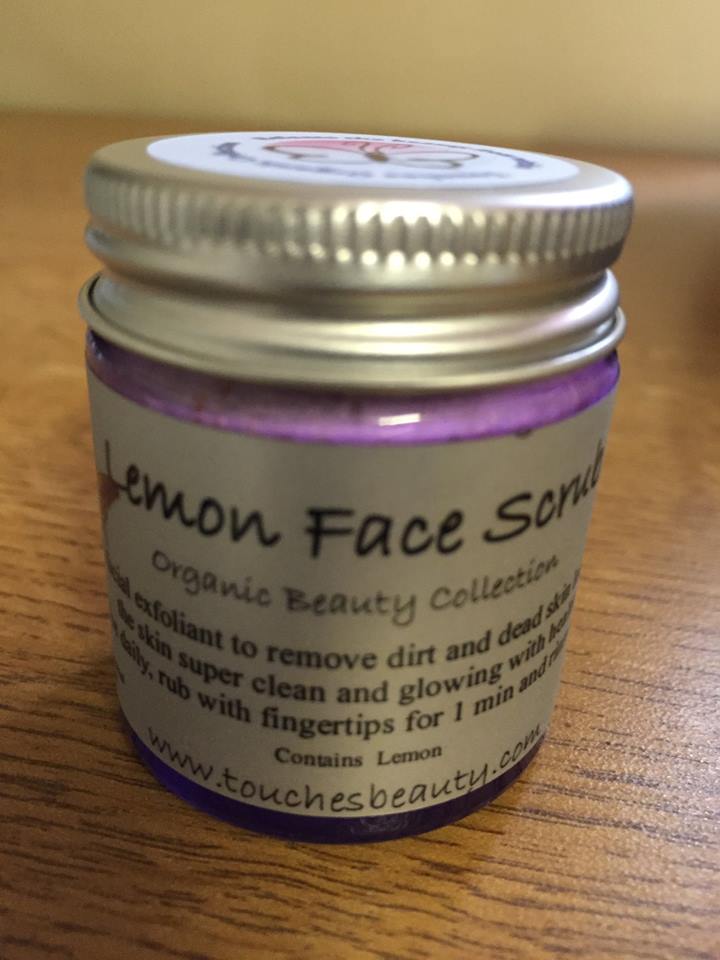 Lemon Face Scrub
Organic Beauty Collection
exfoliant to remove dirt and dead skin
the skin super clean and glowing with
daily, rub with fingertips for 1 min and
Contains Lemon
www.touchesbeauty.com